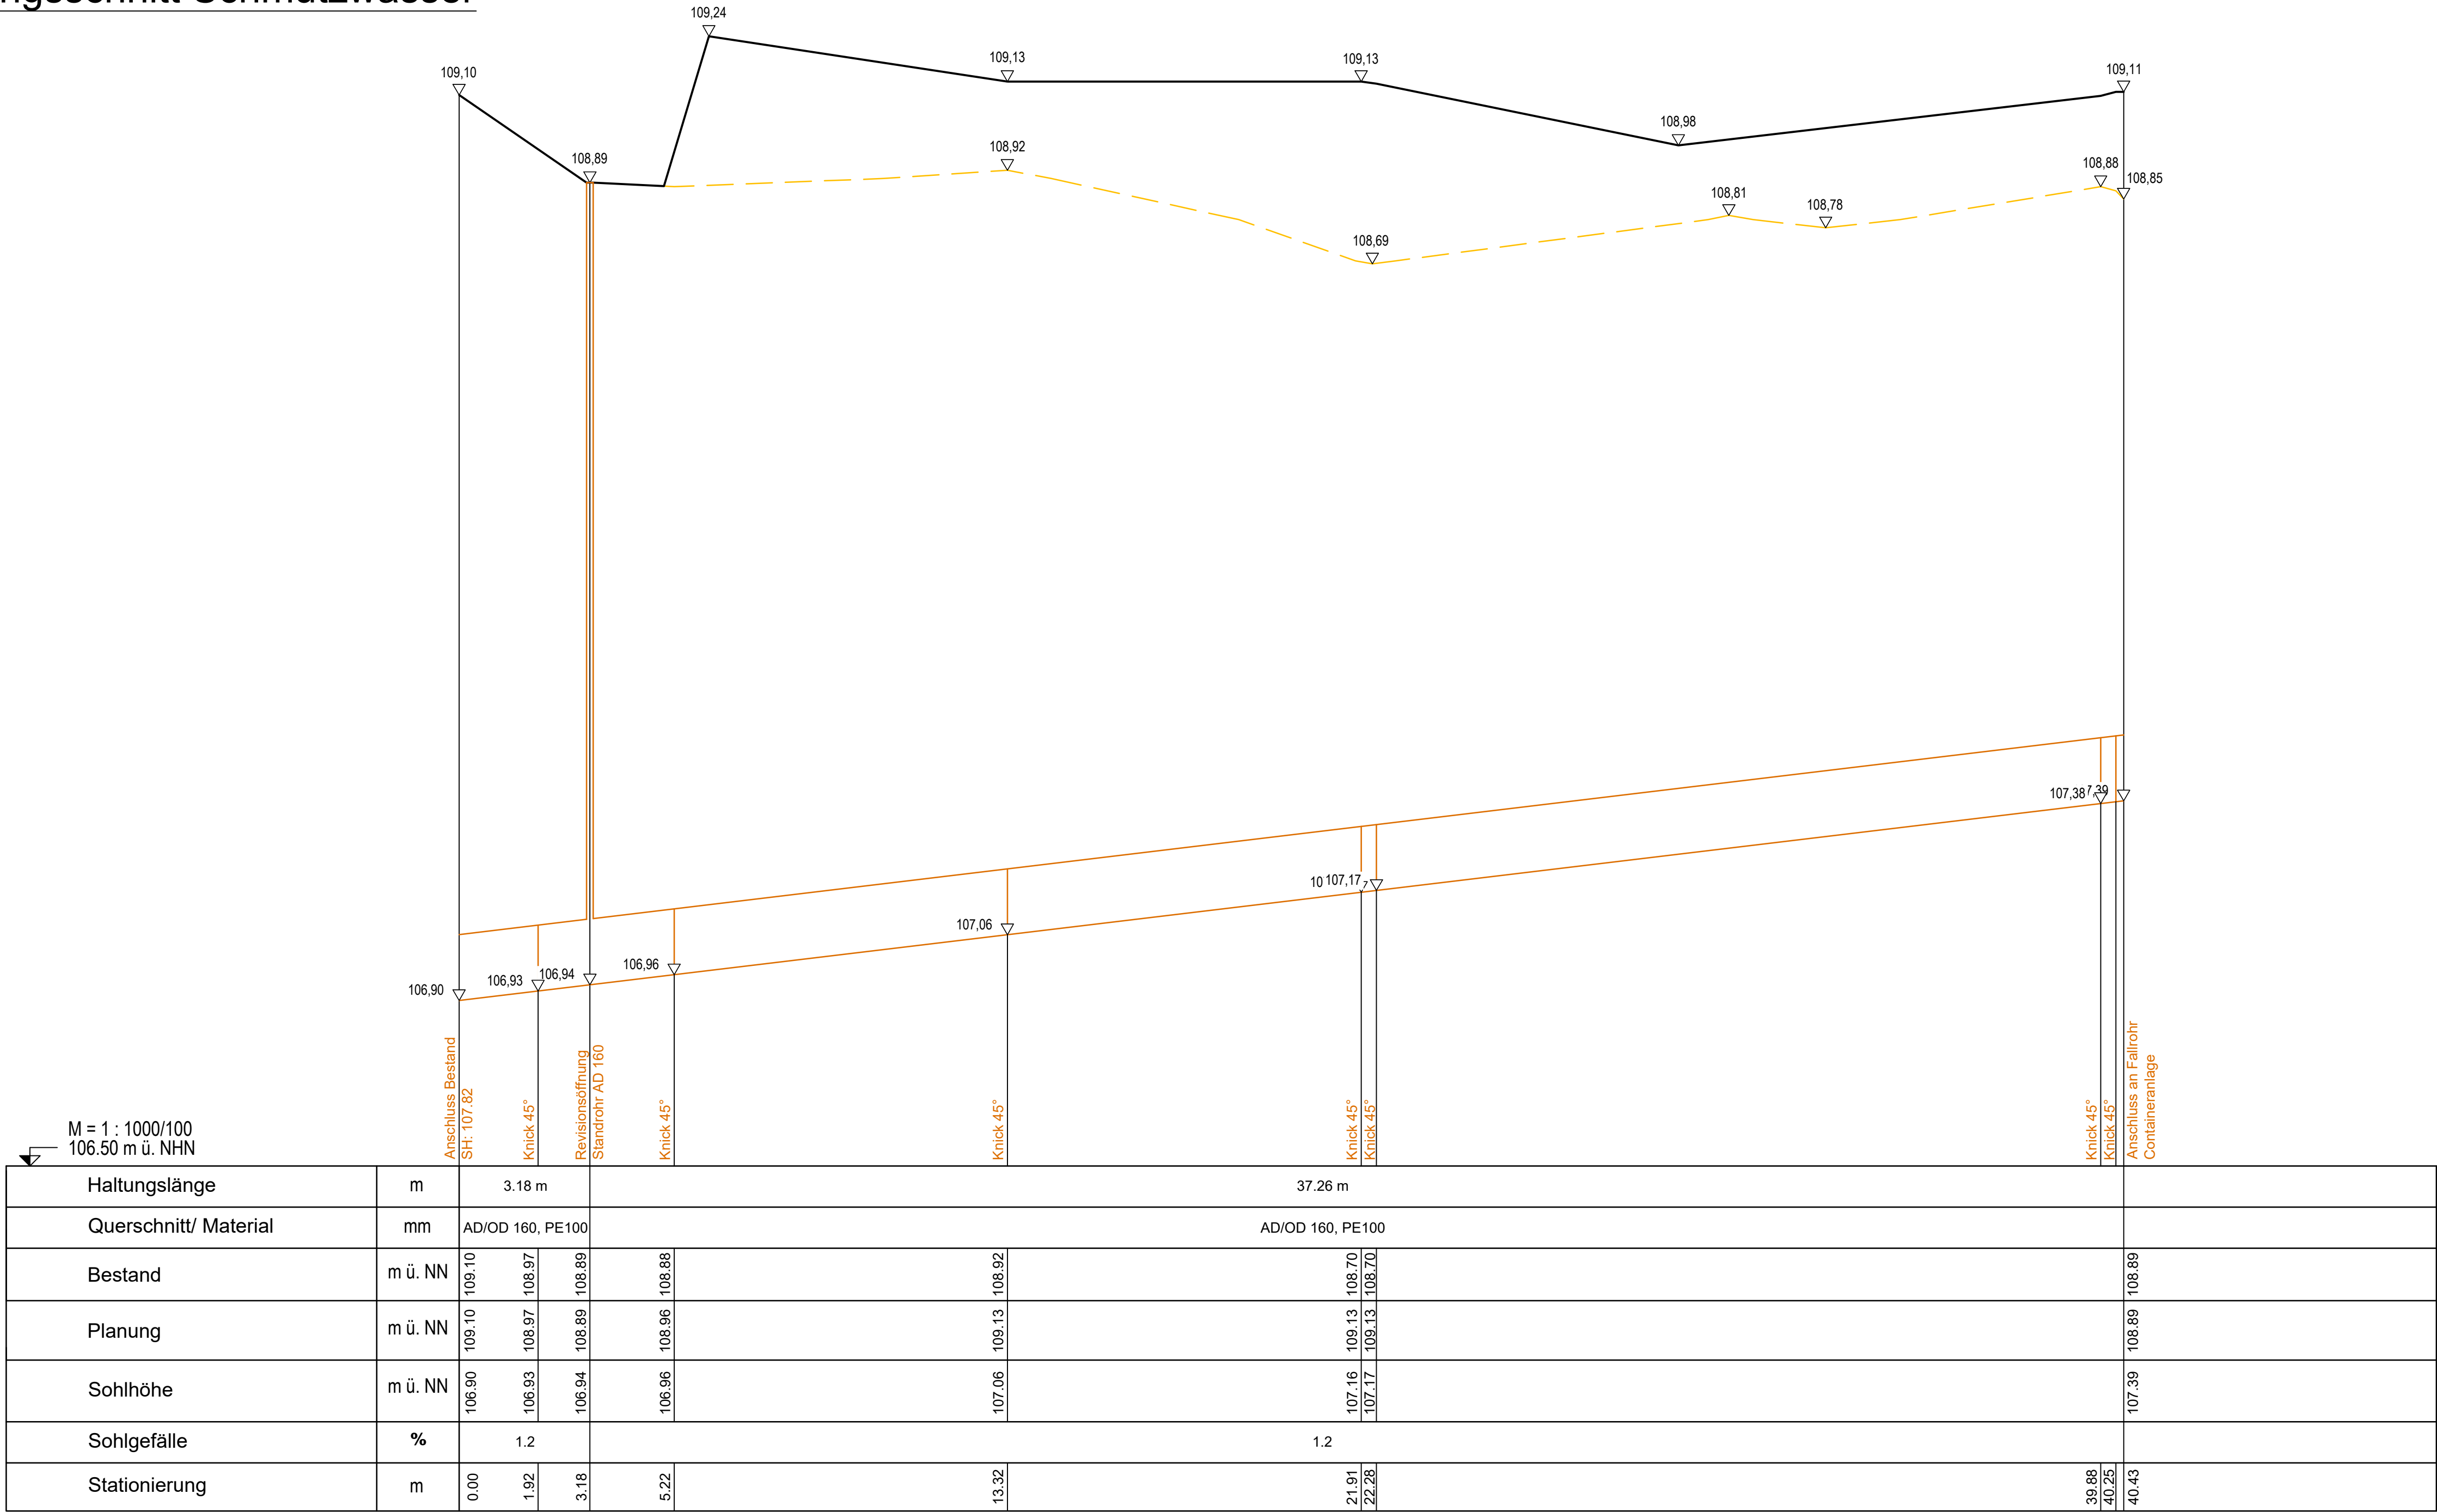 109,24
109,13
109,13
109,10
109,11
108,98
108,89
108,92
108,88
108,85
108,81
108,78
108,69
107,38
107,17
107,06
106,96
106,94
106,93
106,90
Anschluss Bestand
SH: 107.82
Knick 45°
Revisionsöffnung
Standrohr AD 160
Knick 45°
Knick 45°
Knick 45°
Knick 45°
Knick 45°
Knick 45°
Anschluss an Fallrohr
Containeranlage
M = 1 : 1000/100
106.50 m ü. NHN
Haltungslänge m 3.18 m 37.26 m
Querschnitt/ Material mm AD/OD 160, PE100 AD/OD 160, PE100
Bestand m ü. NN 109.10 108.97 108.89 108.88 108.92 108.70 108.70 108.89
Planung m ü. NN 109.10 108.97 108.89 108.96 109.13 109.13 109.13 108.89
Sohlhöhe m ü. NN 106.90 106.93 106.94 106.96 107.06 107.16 107.17 107.39
Sohlgefälle % 1.2 1.2
Stationierung m 0.00 1.92 3.18 5.22 13.32 21.91 22.28 39.88 40.25 40.43